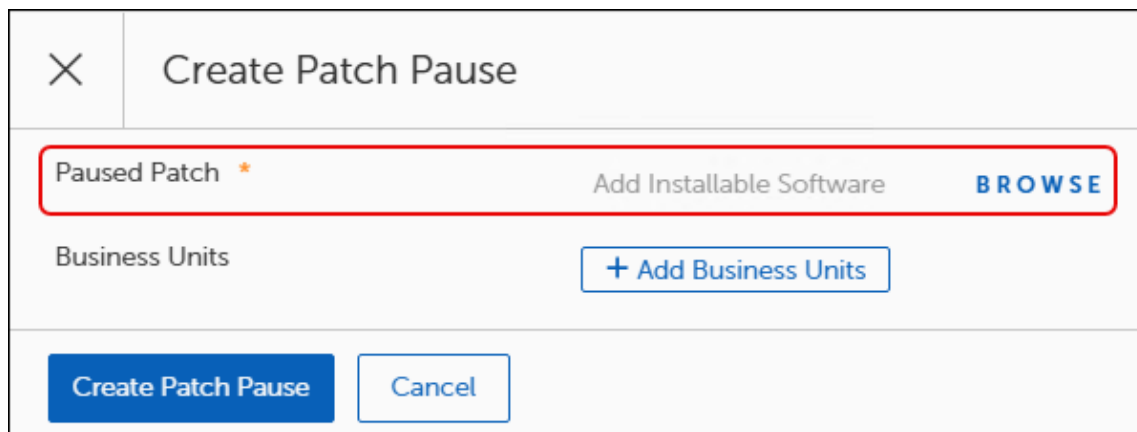 Create Patch Pause
Paused Patch * Add Installable Software BROWSE
Business Units + Add Business Units
Create Patch Pause Cancel